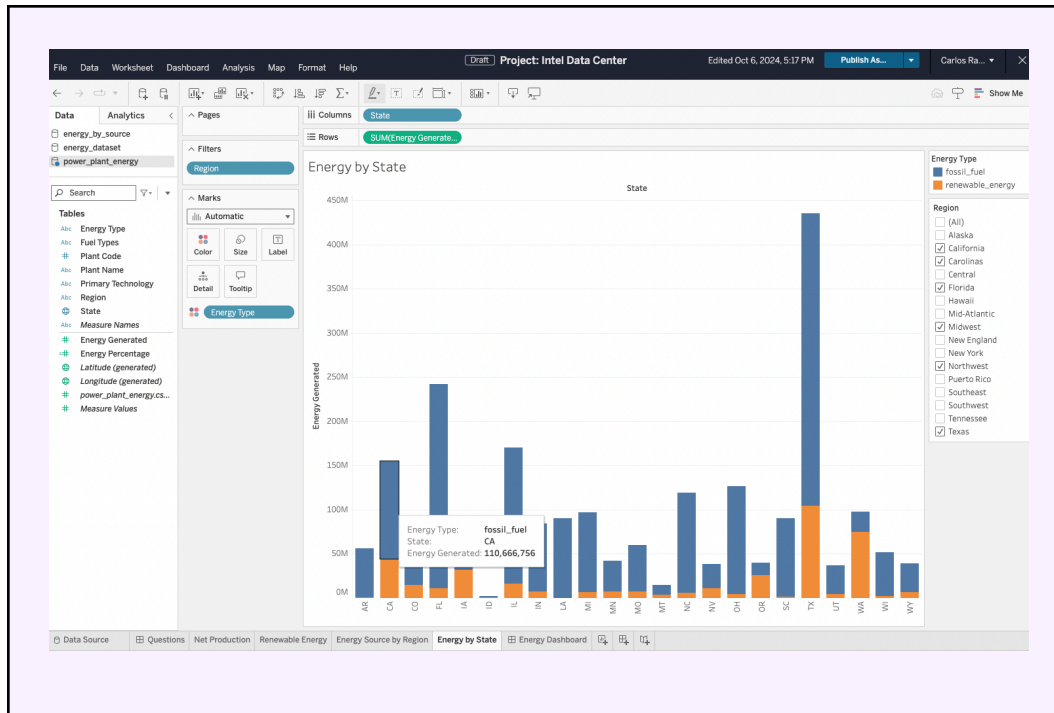 File Data Worksheet Dashboard Analysis Map Format Help
Draft Project: Intel Data Center
Edited Oct 6, 2024, 5:17 PM
Publish As...
Carlos Ra...
Show Me
Data Analytics
energy_by_source
energy_dataset
power_plant_energy
Search
Tables
Abc Energy Type
Abc Fuel Types
# Plant Code
Abc Plant Name
Abc Primary Technology
Abc Region
State
Abc Measure Names
# Energy Generated
=# Energy Percentage
Latitude (generated)
Longitude (generated)
# power_plant_energy.cs...
# Measure Values
Pages
Filters
Region
Marks
Automatic
Color Size Label
Detail Tooltip
Energy Type
Columns State
Rows SUM(Energy Generate...
Energy by State
State
Energy Generated
450M
400M
350M
300M
250M
200M
150M
100M
50M
0M
Energy Type: fossil_fuel
State: CA
Energy Generated: 110,666,756
AR CA CO FL IA ID IL IN LA MI MN MO MT NC NV OH OR SC TX UT WA WI WY
Energy Type
fossil_fuel
renewable_energy
Region
(All)
Alaska
California
Carolinas
Central
Florida
Hawaii
Mid-Atlantic
Midwest
New England
New York
Northwest
Puerto Rico
Southeast
Southwest
Tennessee
Texas
Data Source Questions Net Production Renewable Energy Energy Source by Region Energy by State Energy Dashboard